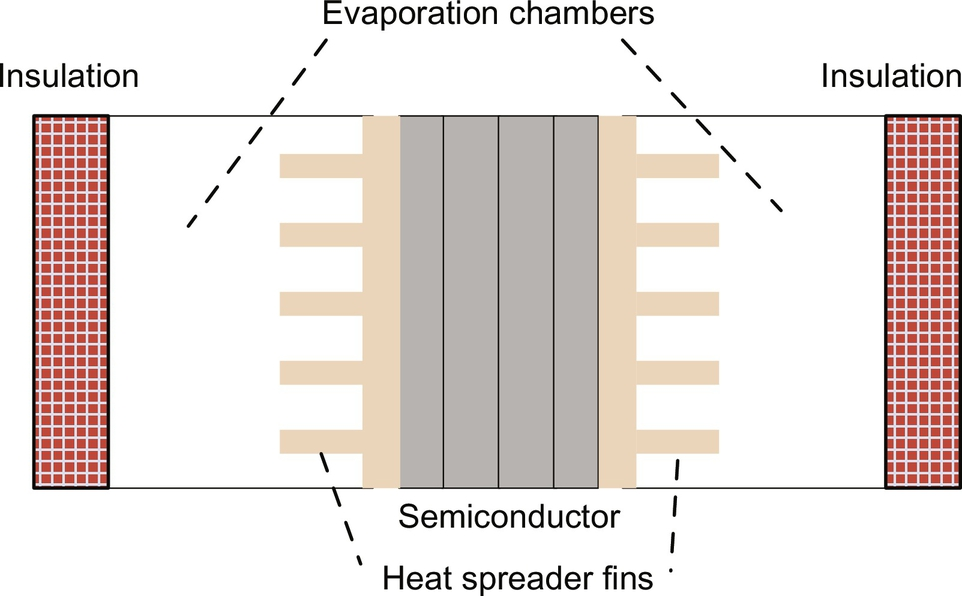 Evaporation chambers
Insulation
Insulation
Semiconductor
Heat spreader fins